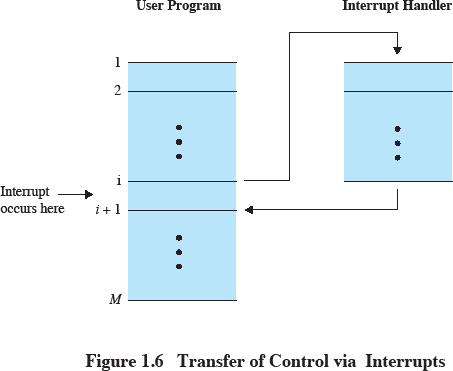 User Program
Interrupt Handler
1
2
i
Interrupt
occurs here
i + 1
M
Figure 1.6 Transfer of Control via Interrupts